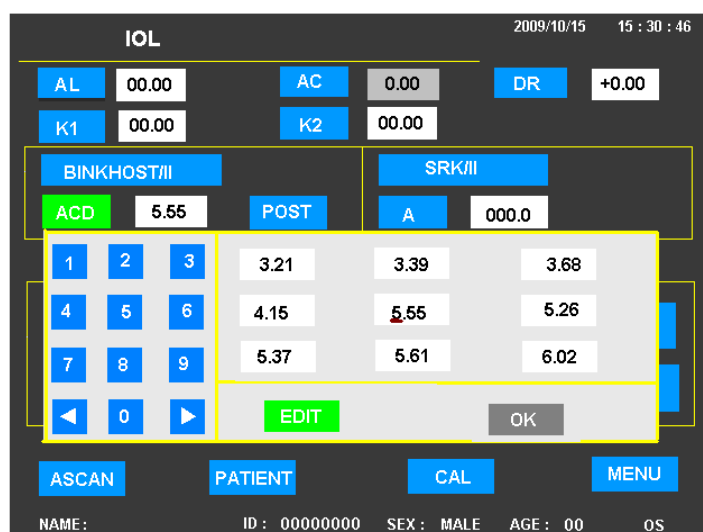 IOL 2009/10/15 15 : 30 : 46
AL 00.00 AC 0.00 DR +0.00
K1 00.00 K2 00.00
BINKHOST/II SRK/II
ACD 5.55 POST A 000.0
1 2 3 3.21 3.39 3.68
4 5 6 4.15 5.55 5.26
7 8 9 5.37 5.61 6.02
0 EDIT OK
ASCAN PATIENT CAL MENU
NAME: ID : 00000000 SEX : MALE AGE : 00 OS